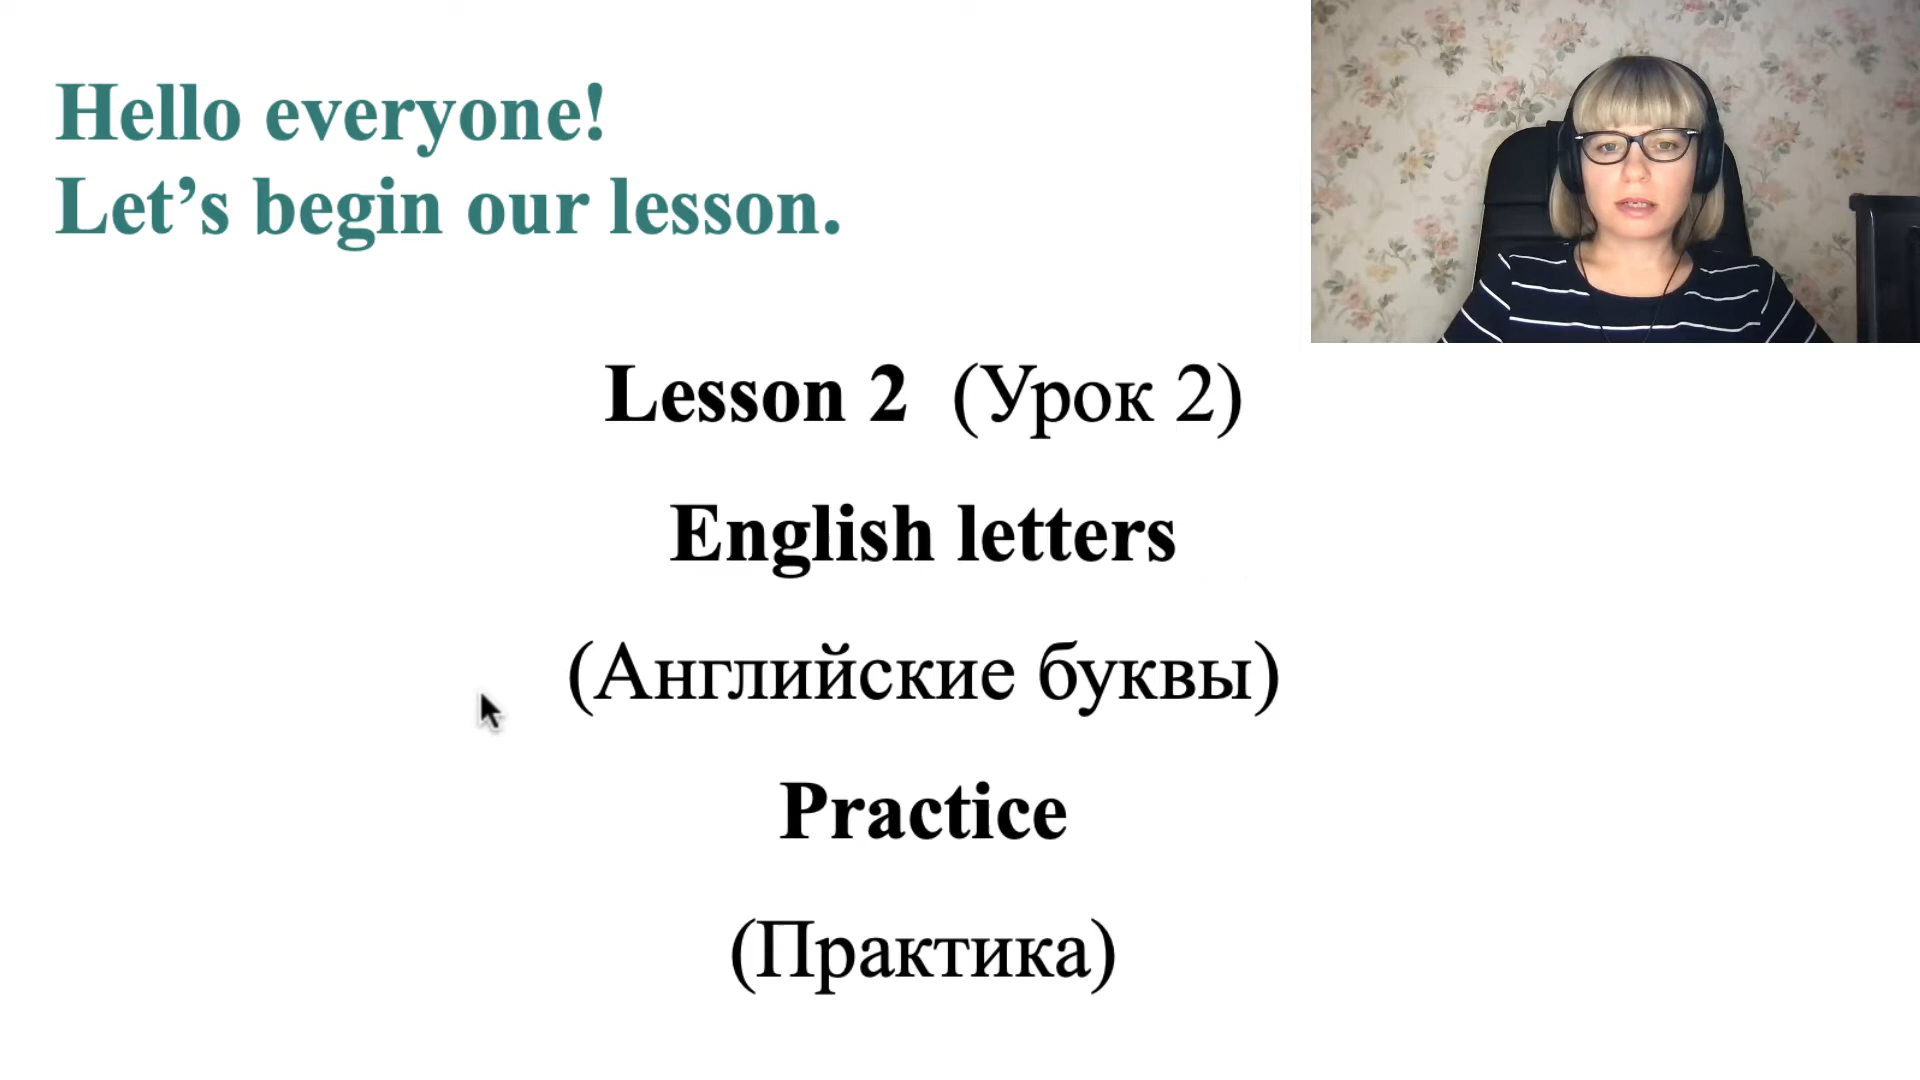 Hello everyone!
Let’s begin our lesson.
Lesson 2 (Урок 2)
English letters
(Английские буквы)
Practice
(Практика)